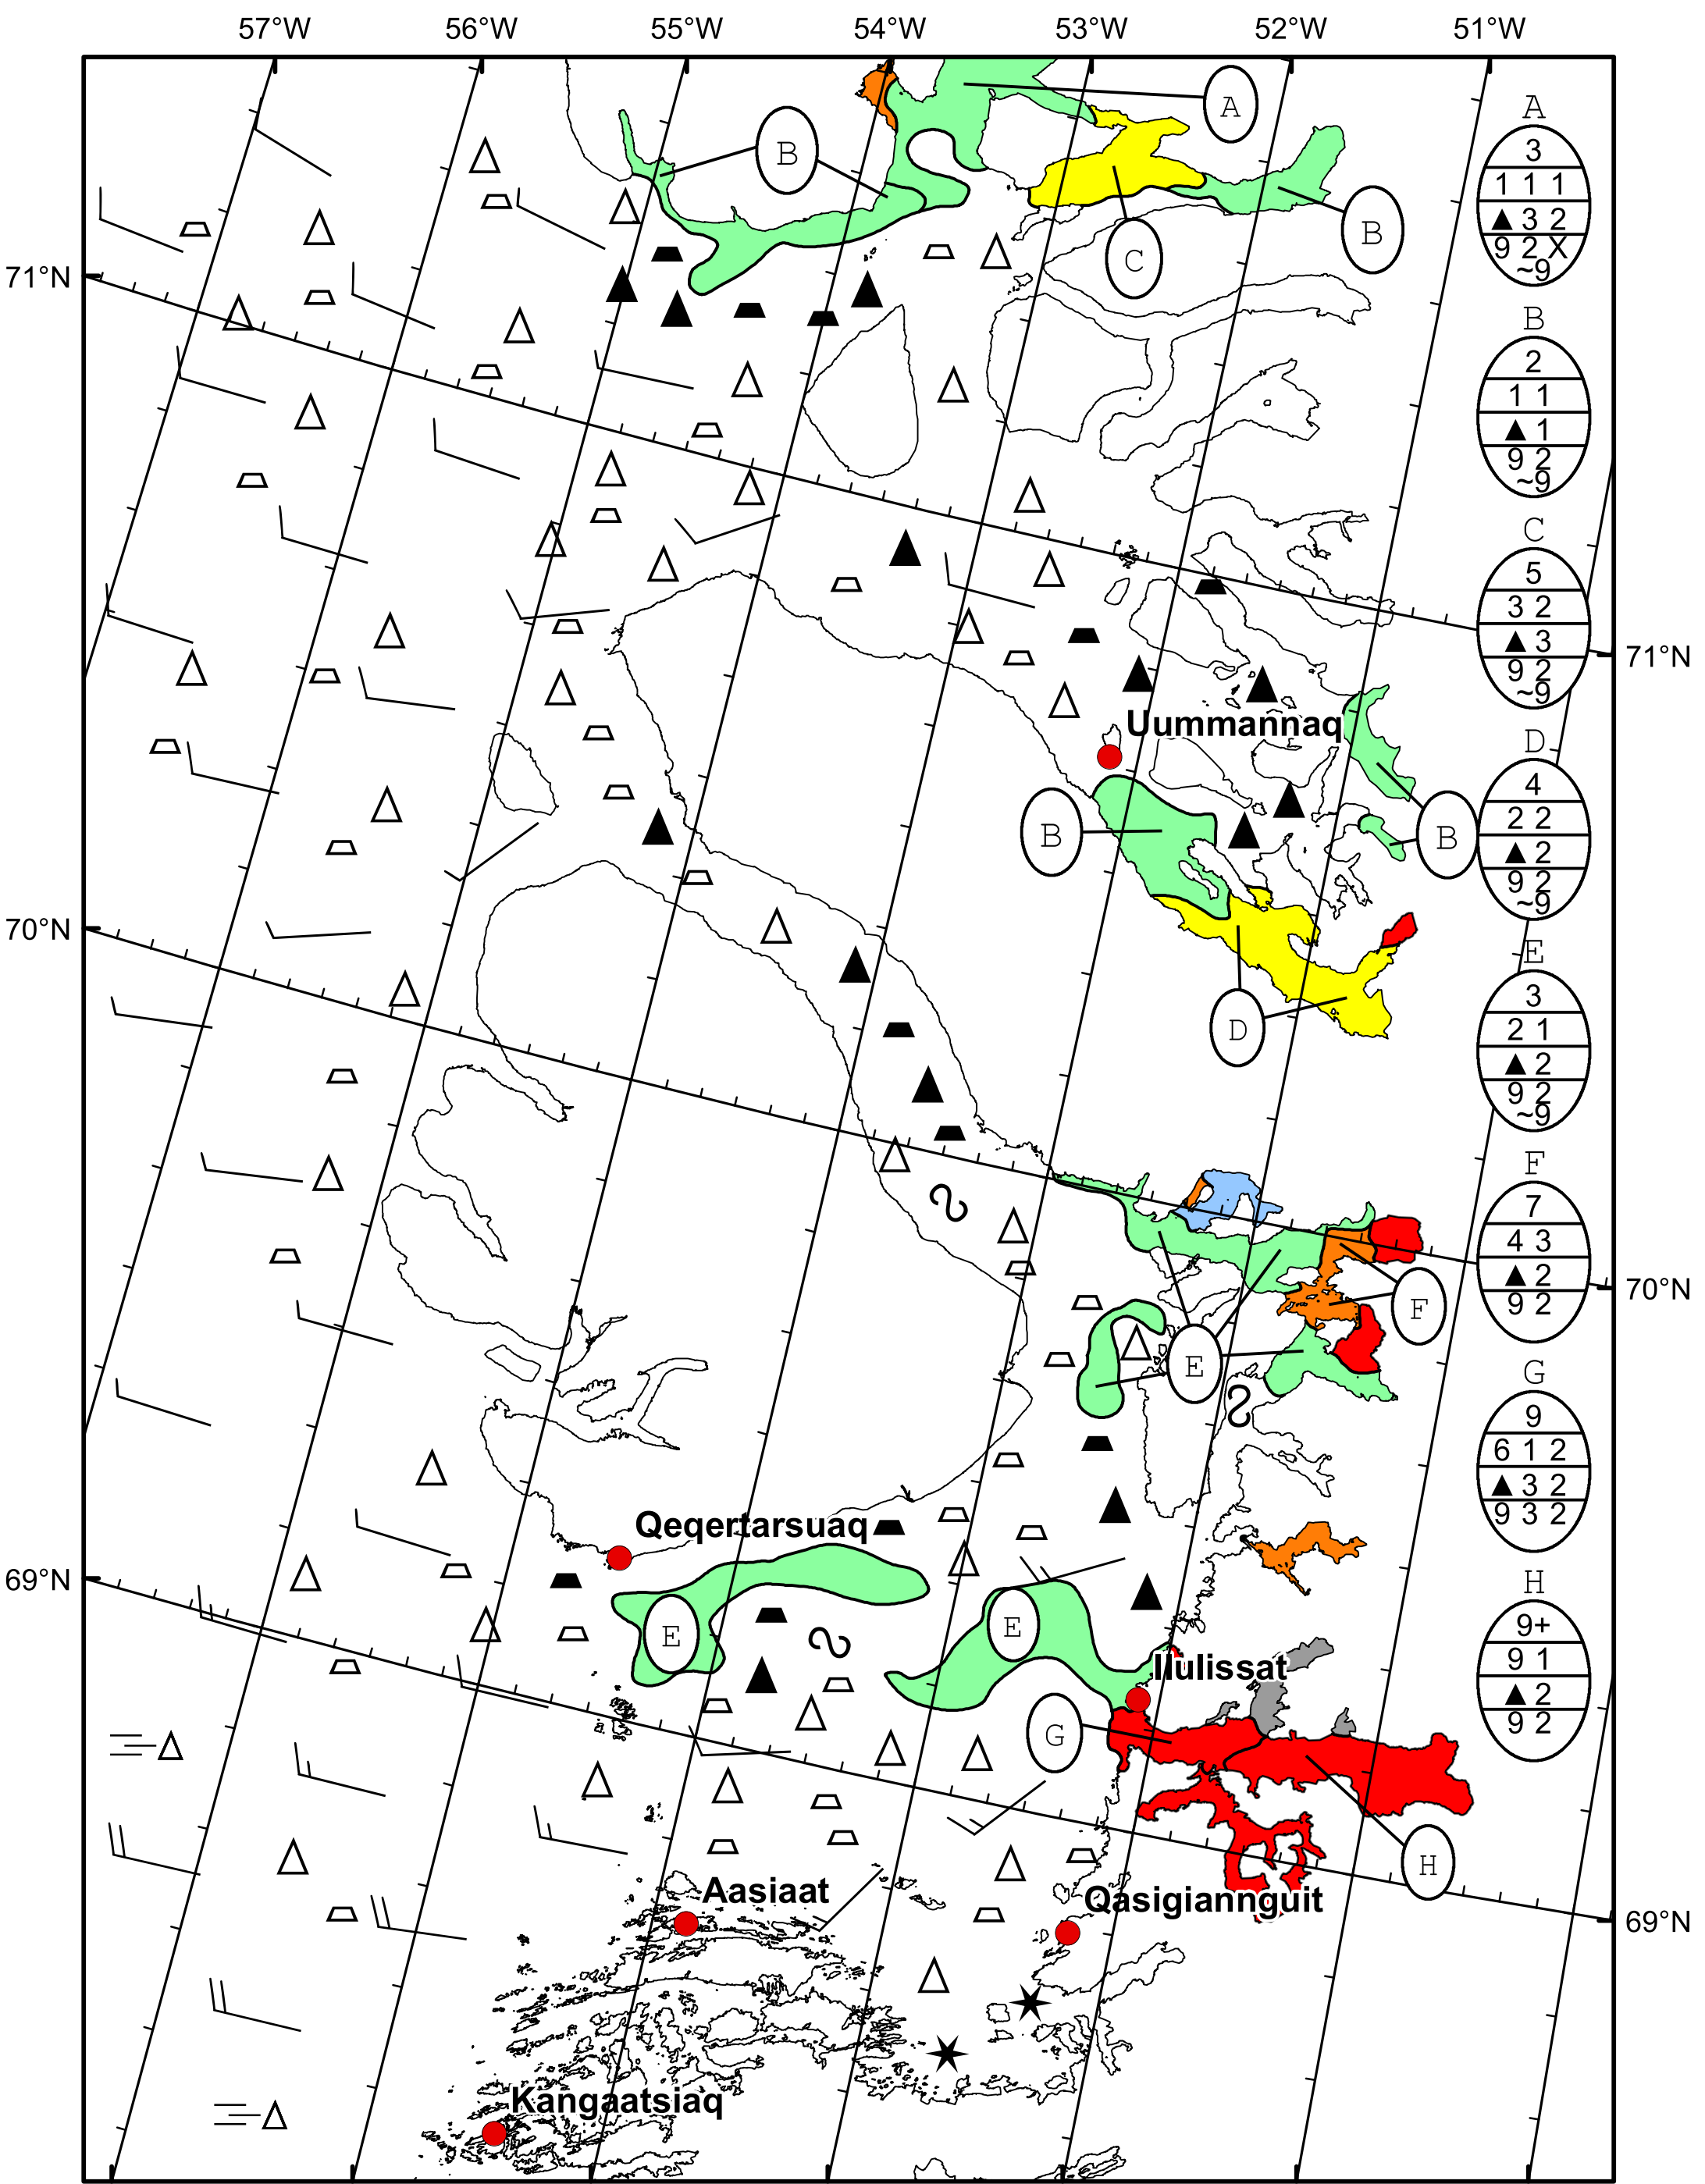 57°W 56°W 55°W 54°W 53°W 52°W 51°W
A
B
B
C
71°N
A
3
1 1 1
▲ 3 2
9 2 X
~9
B
2
1 1
▲ 1
9 2
~9
C
5
3 2
▲ 3
9 2
~9
71°N
Uummannaq
B
B
D
D
4
2 2
▲ 2
9 2
~9
70°N
E
3
2 1
▲ 2
9 2
~9
F
7
4 3
▲ 2
9 2
70°N
F
E
G
9
6 1 2
▲ 3 2
9 3 2
Qeqertarsuaq
69°N
E
E
H
9+
9 1
▲ 2
9 2
Ilulissat
G
H
Aasiaat
Qasigiannguit
69°N
Kangaatsiaq